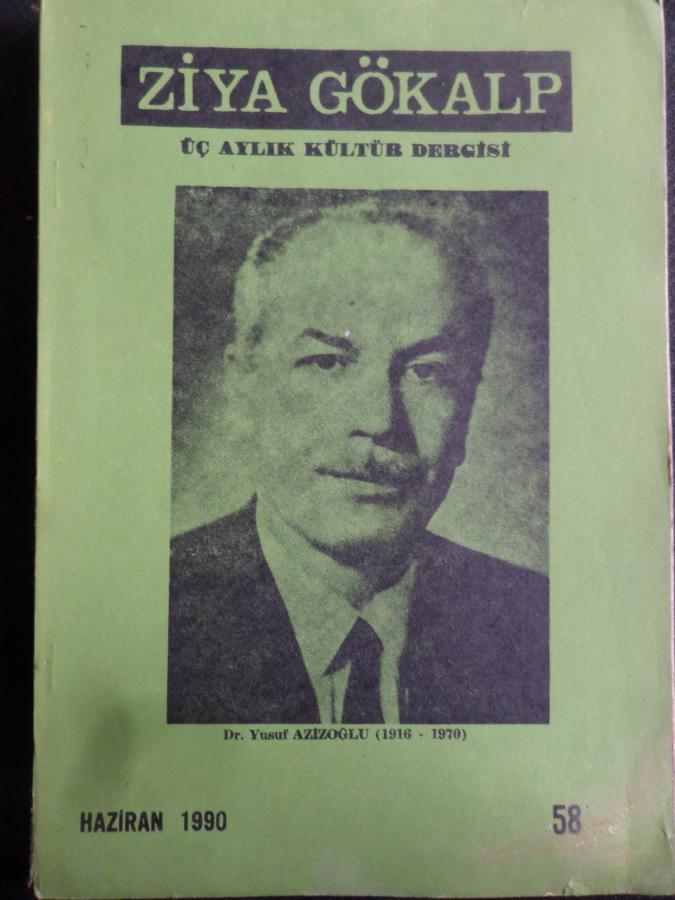 ZİYA GÖKALP
ÜÇ AYLIK KÜLTÜR DERGİSİ
Dr. Yusuf AZİZOĞLU (1916 - 1970)
HAZİRAN 1990
58